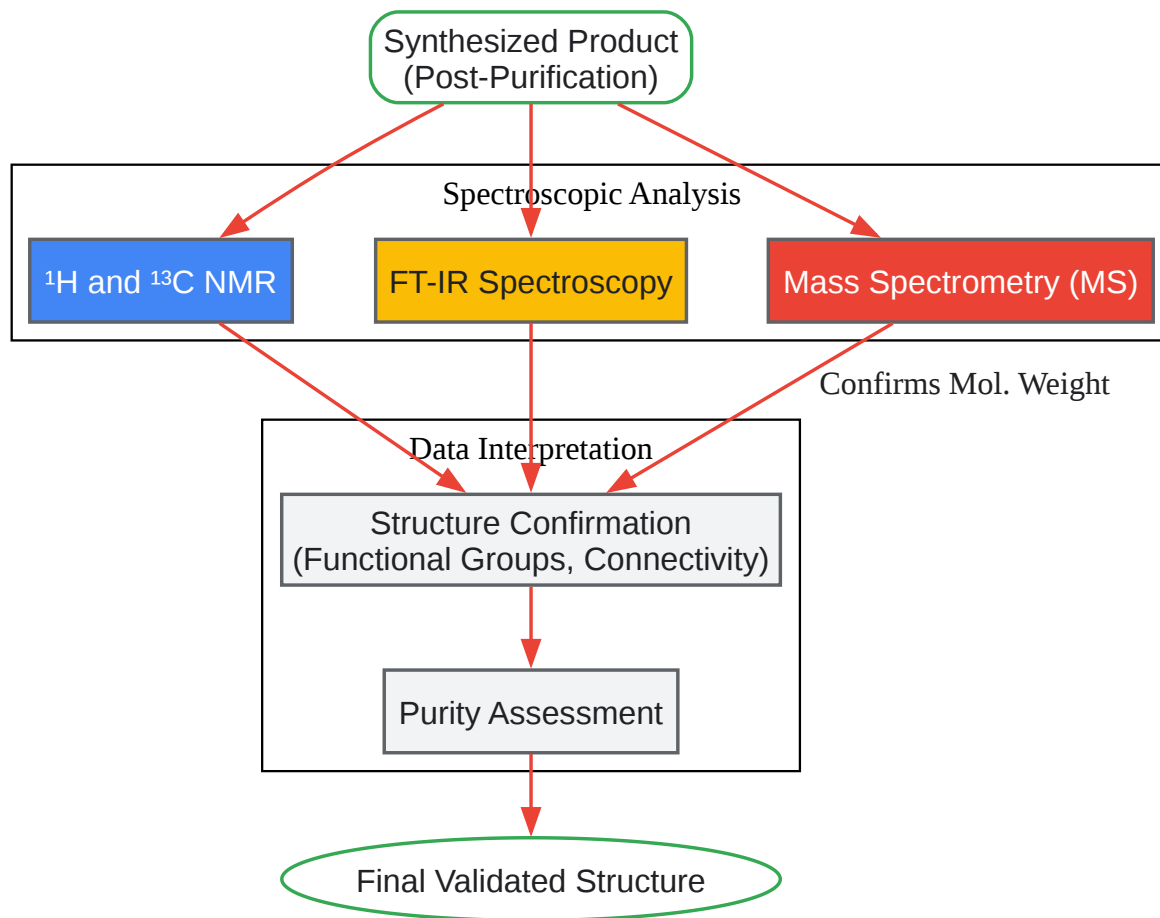 Synthesized Product
(Post-Purification)
Spectroscopic Analysis
¹H and ¹³C NMR
FT-IR Spectroscopy
Mass Spectrometry (MS)
Confirms Mol. Weight
Data Interpretation
Structure Confirmation
(Functional Groups, Connectivity)
Purity Assessment
Final Validated Structure